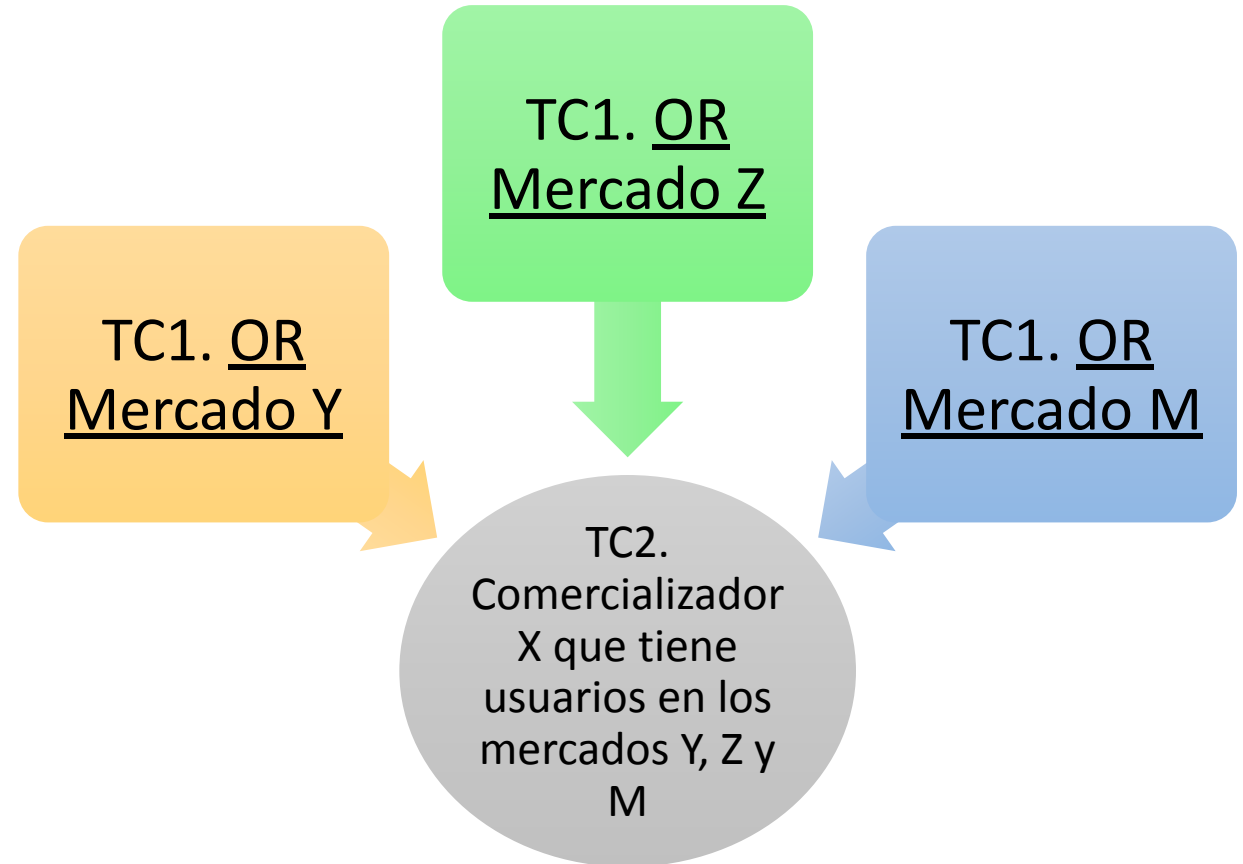 TC1. OR
Mercado Z
TC1. OR
Mercado Y
TC1. OR
Mercado M
TC2.
Comercializador
X que tiene
usuarios en los
mercados Y, Z y
M